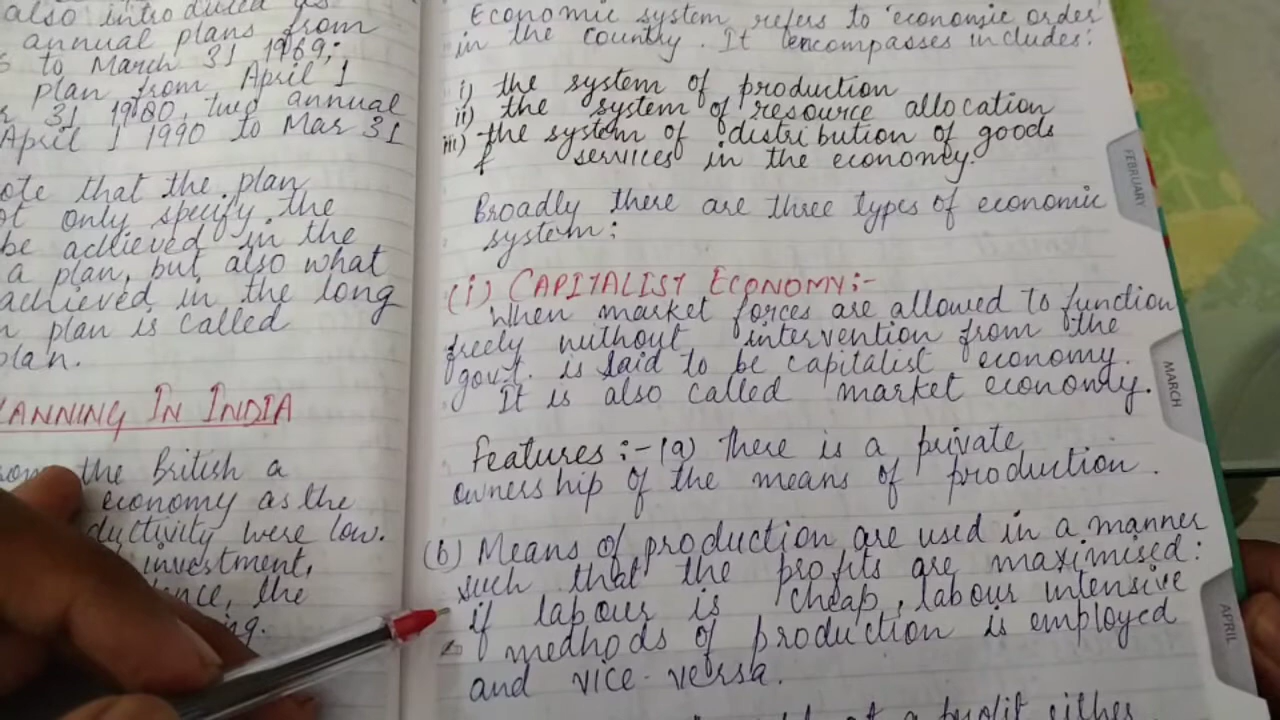 also introduced
annual plans from
to March 31 1969;
plan from April 1
31 1980, two annual
April 1 1990 to Mar 31
that the plan
only specify the
be achieved in the
a plan, but also what
achieved in the long
plan is called
plan.
IN INDIA
the British a
economy as the
were low.
investment,
the
Economic system refers to 'economic order'
in the country. It encompasses includes:
i) the system of production
ii) the system of resource allocation
iii) the system of distribution of goods
services in the economy.
Broadly there are three types of economic
system:
(i) CAPITALIST ECONOMY:-
When market forces are allowed to function
freely without intervention from the
govt. is said to be capitalist economy.
It is also called market economy.
Features :- (a) There is a private
ownership of the means of production.
(b) Means of production are used in a manner
such that the profits are maximised:
if labour is cheap, labour intensive
methods of production is employed
and vice-versa.
profit either
FEBRUARY
MARCH
APRIL